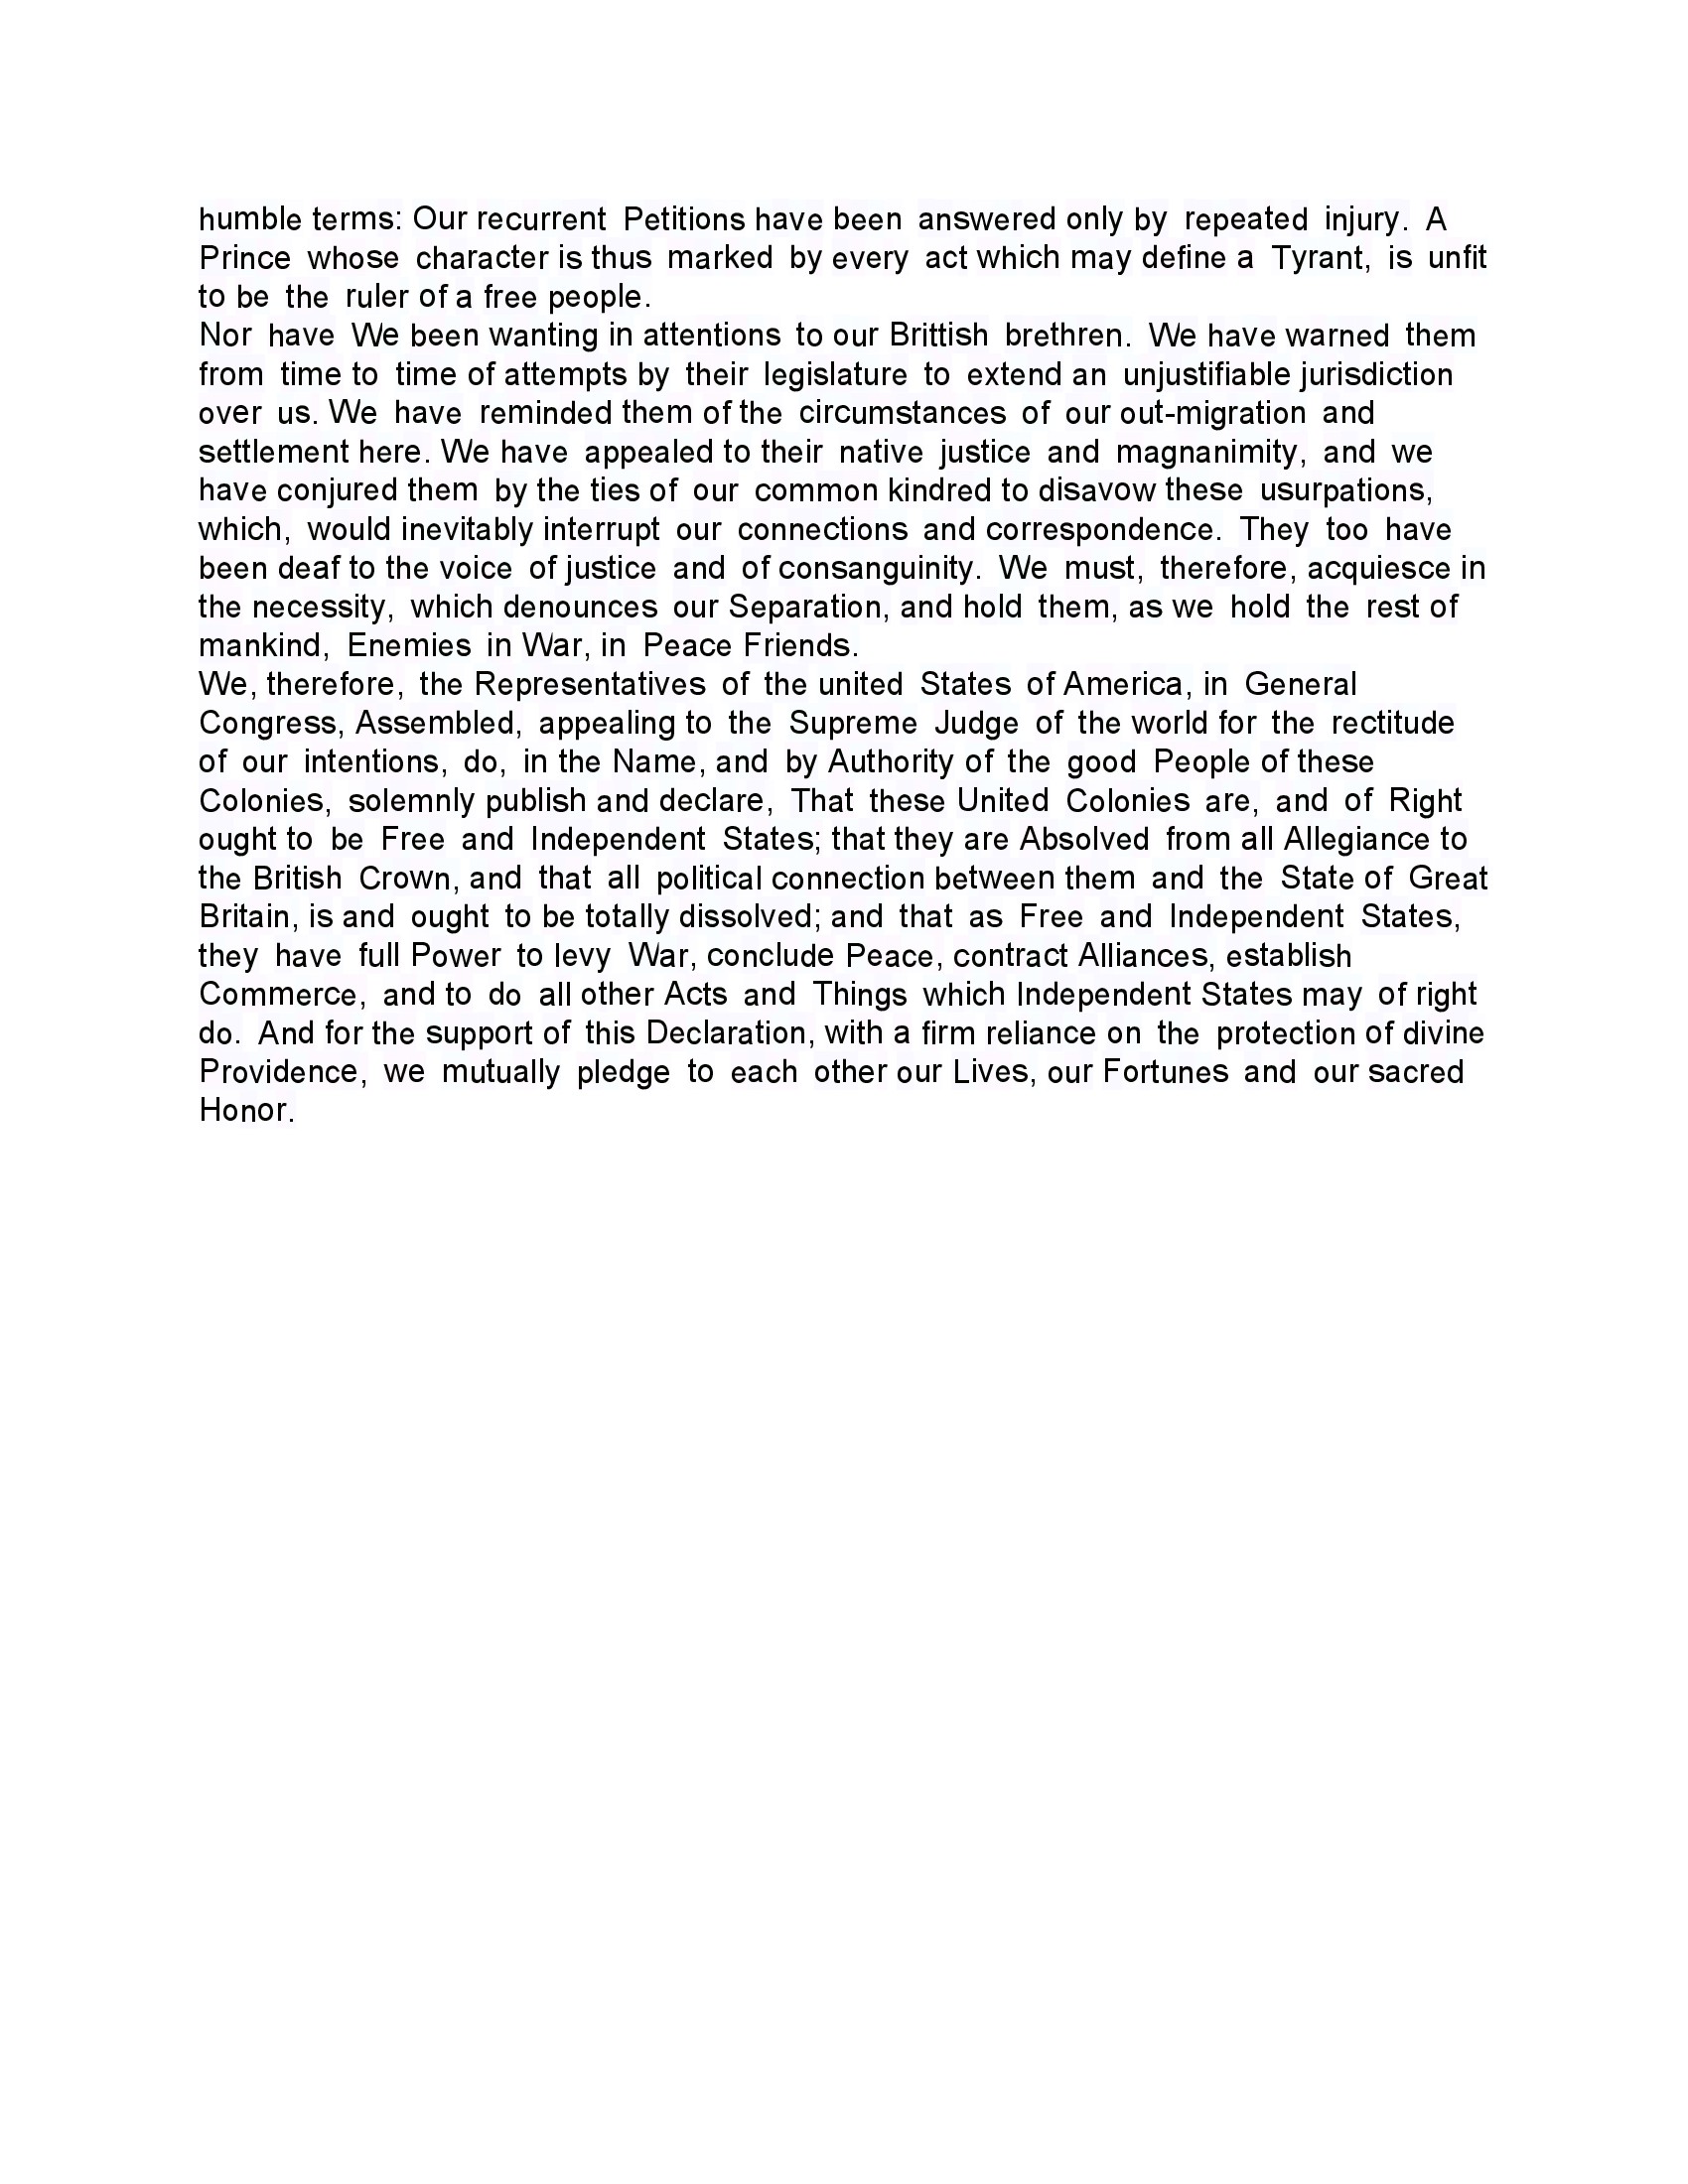 humble terms: Our recurrent Petitions have been answered only by repeated injury. A
Prince whose character is thus marked by every act which may define a Tyrant, is unfit
to be the ruler of a free people.
Nor have We been wanting in attentions to our Brittish brethren. We have warned them
from time to time of attempts by their legislature to extend an unjustifiable jurisdiction
over us. We have reminded them of the circumstances of our out-migration and
settlement here. We have appealed to their native justice and magnanimity, and we
have conjured them by the ties of our common kindred to disavow these usurpations,
which, would inevitably interrupt our connections and correspondence. They too have
been deaf to the voice of justice and of consanguinity. We must, therefore, acquiesce in
the necessity, which denounces our Separation, and hold them, as we hold the rest of
mankind, Enemies in War, in Peace Friends.
We, therefore, the Representatives of the united States of America, in General
Congress, Assembled, appealing to the Supreme Judge of the world for the rectitude
of our intentions, do, in the Name, and by Authority of the good People of these
Colonies, solemnly publish and declare, That these United Colonies are, and of Right
ought to be Free and Independent States; that they are Absolved from all Allegiance to
the British Crown, and that all political connection between them and the State of Great
Britain, is and ought to be totally dissolved; and that as Free and Independent States,
they have full Power to levy War, conclude Peace, contract Alliances, establish
Commerce, and to do all other Acts and Things which Independent States may of right
do. And for the support of this Declaration, with a firm reliance on the protection of divine
Providence, we mutually pledge to each other our Lives, our Fortunes and our sacred
Honor.